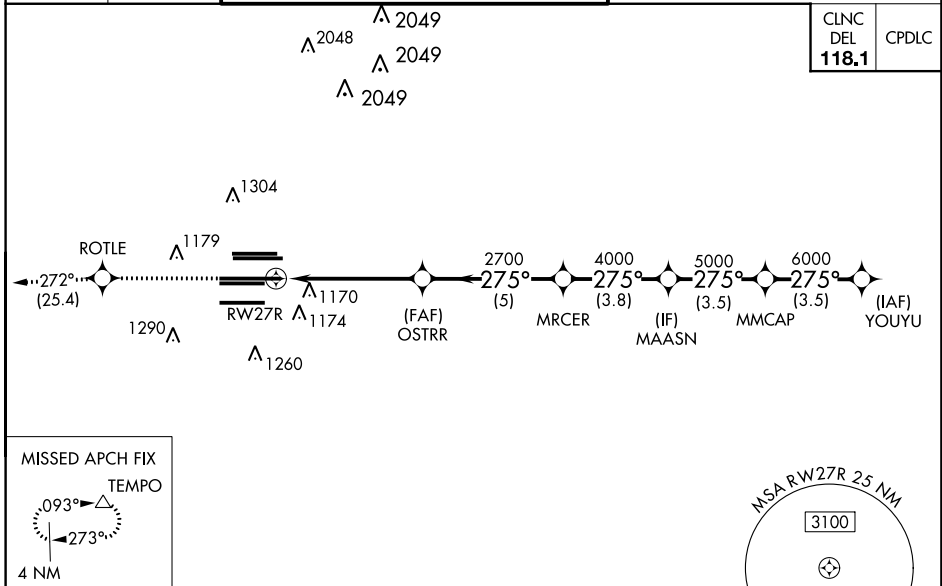 2049
2048
2049
2049
CLNC
DEL
118.1
CPDLC
1304
ROTLE
1179
272°
(25.4)
RW27R
1170
1174
1290
1260
(FAF)
OSTRR
2700
275°
(5)
MRCER
4000
275°
(3.8)
(IF)
MAASN
5000
275°
(3.5)
MMCAP
6000
275°
(3.5)
(IAF)
YOUYU
MISSED APCH FIX
TEMPO
093°
273°
4 NM
MSA RW27R 25 NM
3100